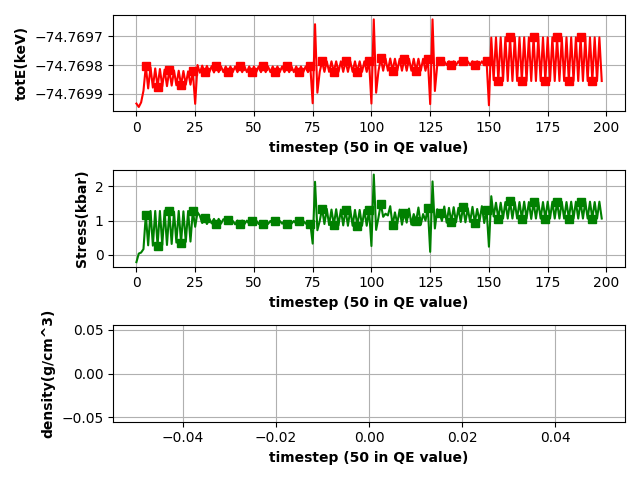 totE(keV)
−74.7697
−74.7698
−74.7699
0 25 50 75 100 125 150 175 200
timestep (50 in QE value)
Stress(kbar)
2
1
0
0 25 50 75 100 125 150 175 200
timestep (50 in QE value)
density(g/cm^3)
0.05
0.00
−0.05
−0.04 −0.02 0.00 0.02 0.04
timestep (50 in QE value)